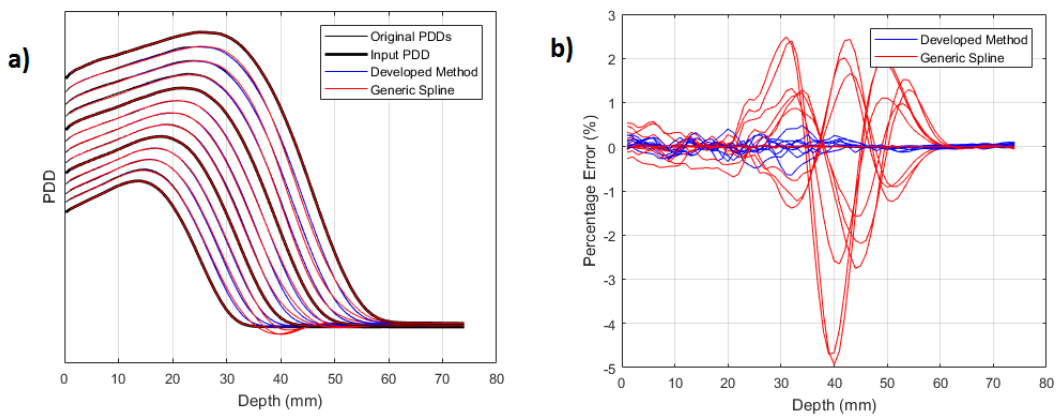 a)
Original PDDs
Input PDD
Developed Method
Generic Spline
PDD
0 10 20 30 40 50 60 70 80
Depth (mm)
b)
Developed Method
Generic Spline
Percentage Error (%)
3
2
1
0
-1
-2
-3
-4
-5
0 10 20 30 40 50 60 70 80
Depth (mm)